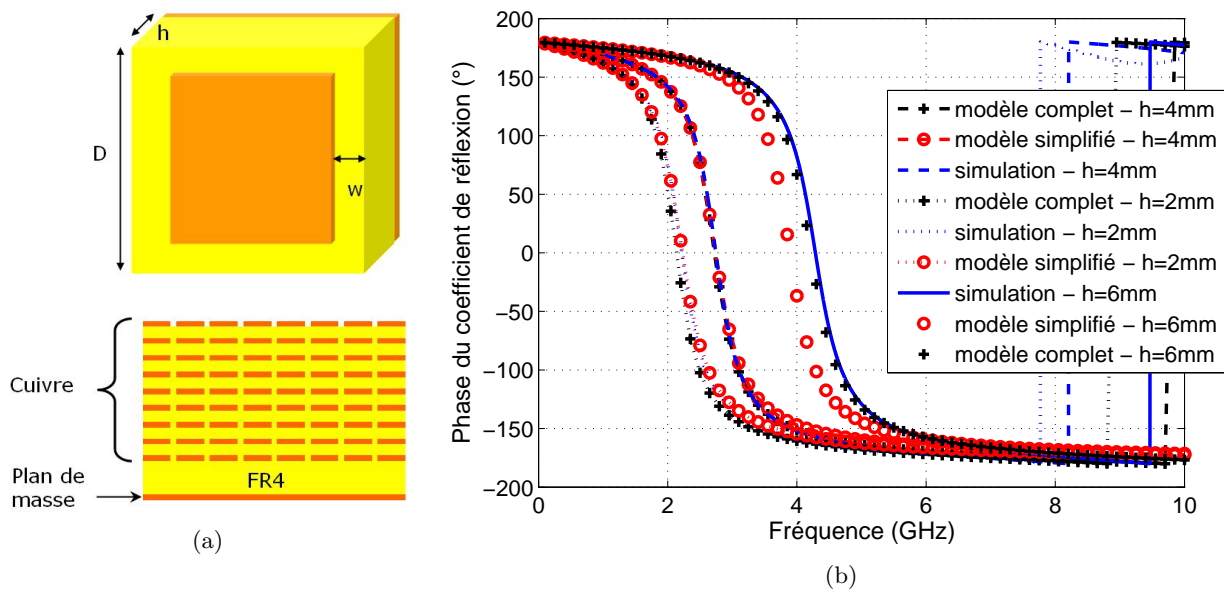 h
D
w
Cuivre
FR4
Plan de
masse
(a)
Phase du coefficient de réflexion (°)
200
150
100
50
0
−50
−100
−150
−200
0
2
4
6
8
10
Fréquence (GHz)
modèle complet − h=4mm
modèle simplifié − h=4mm
simulation − h=4mm
modèle complet − h=2mm
simulation − h=2mm
modèle simplifié − h=2mm
simulation − h=6mm
modèle simplifié − h=6mm
modèle complet − h=6mm
(b)